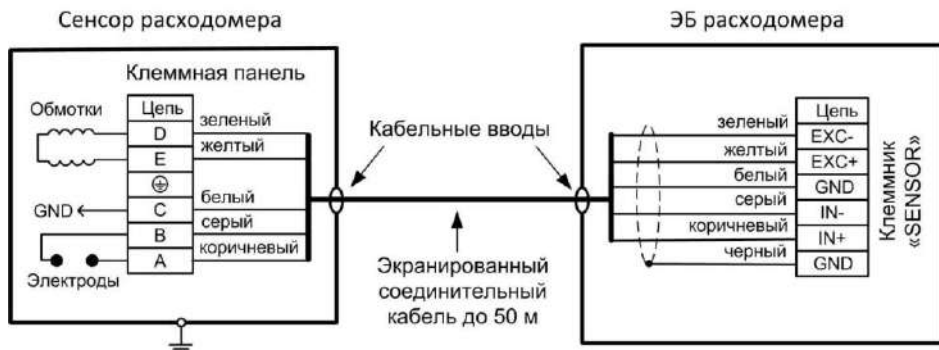 Сенсор расходомера
ЭБ расходомера
Клеммная панель
Обмотки
Цепь
D
E
C
B
A
зеленый
желтый
белый
серый
коричневый
GND
Электроды
Кабельные вводы
Экранированный
соединительный
кабель до 50 м
зеленый
желтый
белый
серый
коричневый
черный
Цепь
EXC-
EXC+
GND
IN-
IN+
GND
Клеммник
«SENSOR»